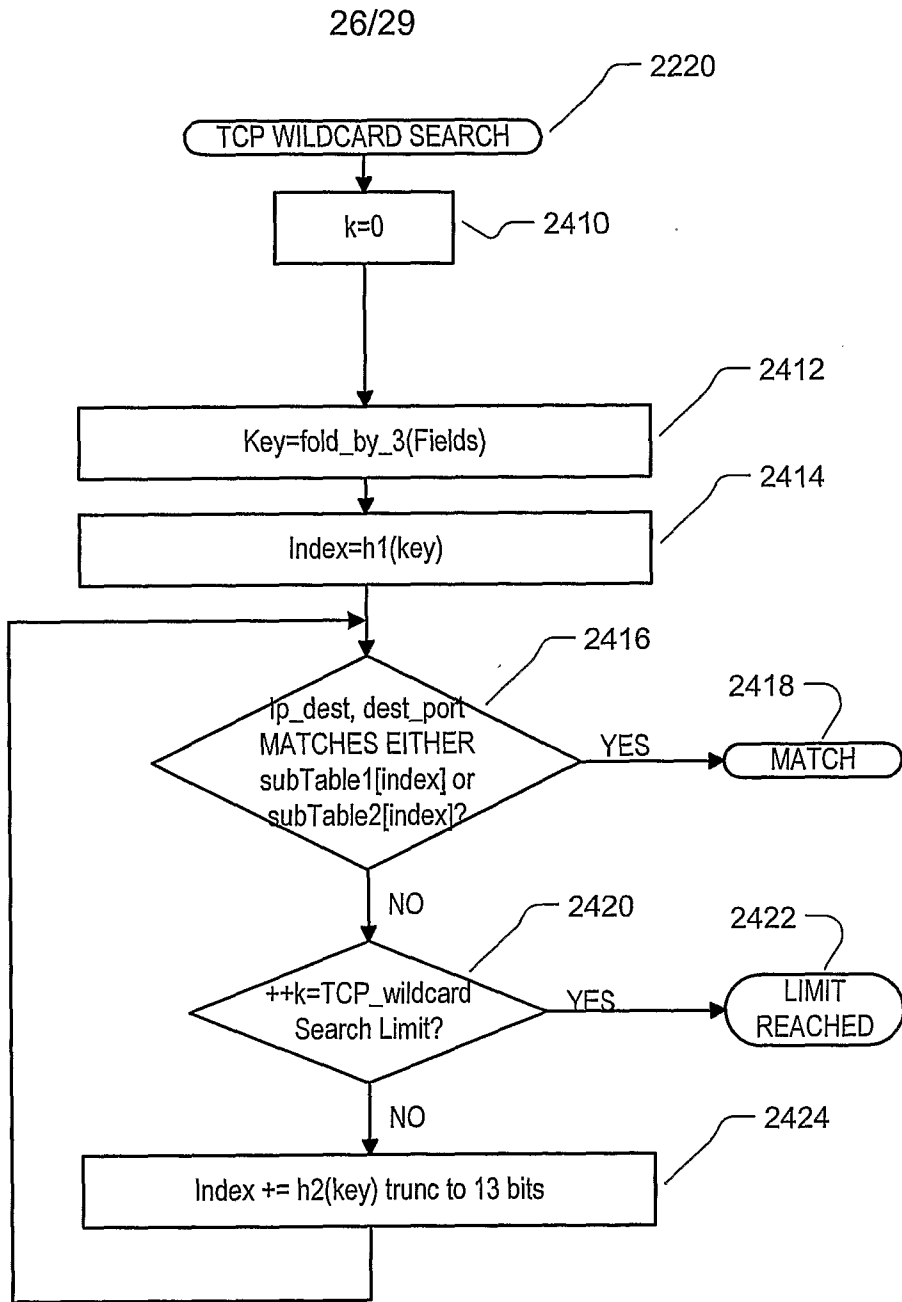 26/29
2220
TCP WILDCARD SEARCH
k=0
2410
2412
Key=fold_by_3(Fields)
2414
Index=h1(key)
2416
Ip_dest, dest_port
MATCHES EITHER
subTable1[index] or
subTable2[index]?
YES
2418
MATCH
NO
2420
++k=TCP_wildcard
Search Limit?
YES
2422
LIMIT
REACHED
NO
2424
Index += h2(key) trunc to 13 bits